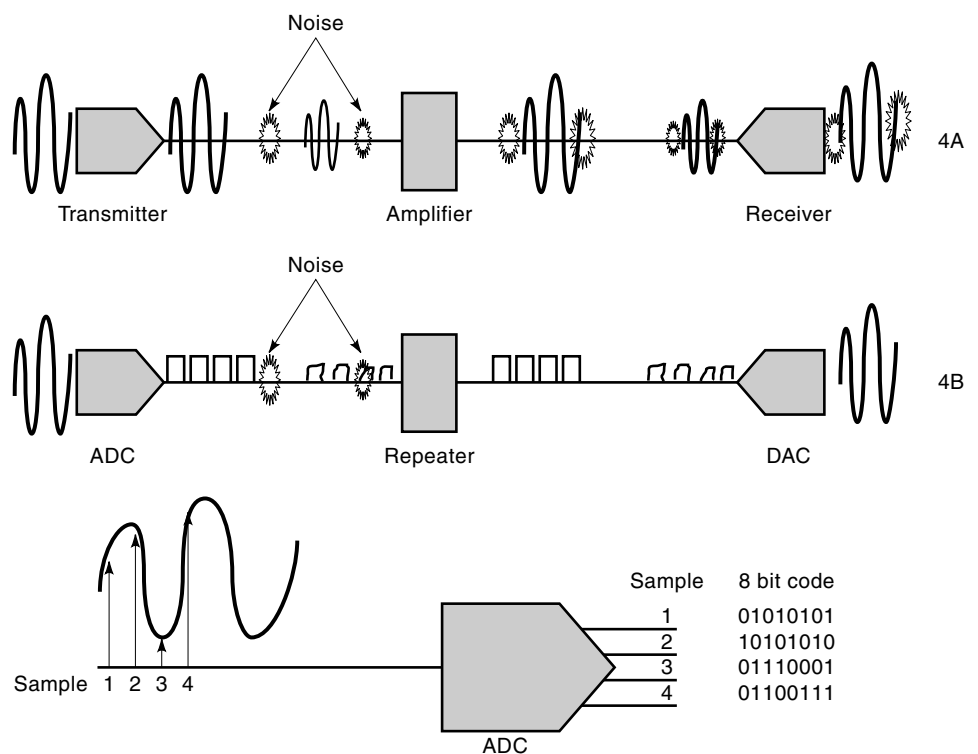 Noise
4A
Transmitter Amplifier Receiver
Noise
4B
ADC Repeater DAC
Sample 8 bit code
1 01010101
2 10101010
3 01110001
4 01100111
Sample 1 2 3 4
ADC